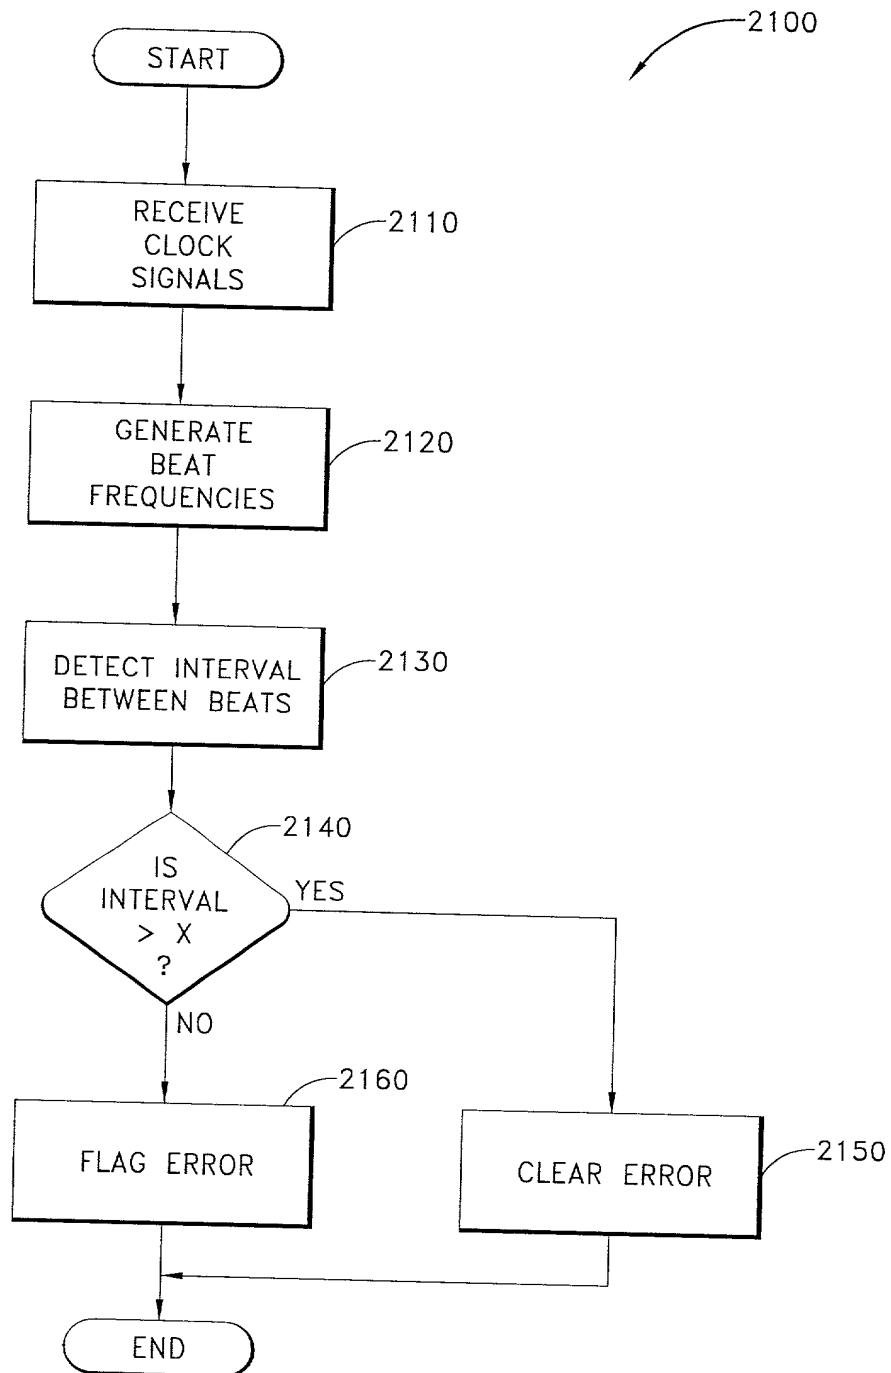 2100
START
RECEIVE
CLOCK
SIGNALS
2110
GENERATE
BEAT
FREQUENCIES
2120
DETECT INTERVAL
BETWEEN BEATS
2130
2140
IS
INTERVAL
> X
?
YES
NO
2160
FLAG ERROR
CLEAR ERROR
2150
END